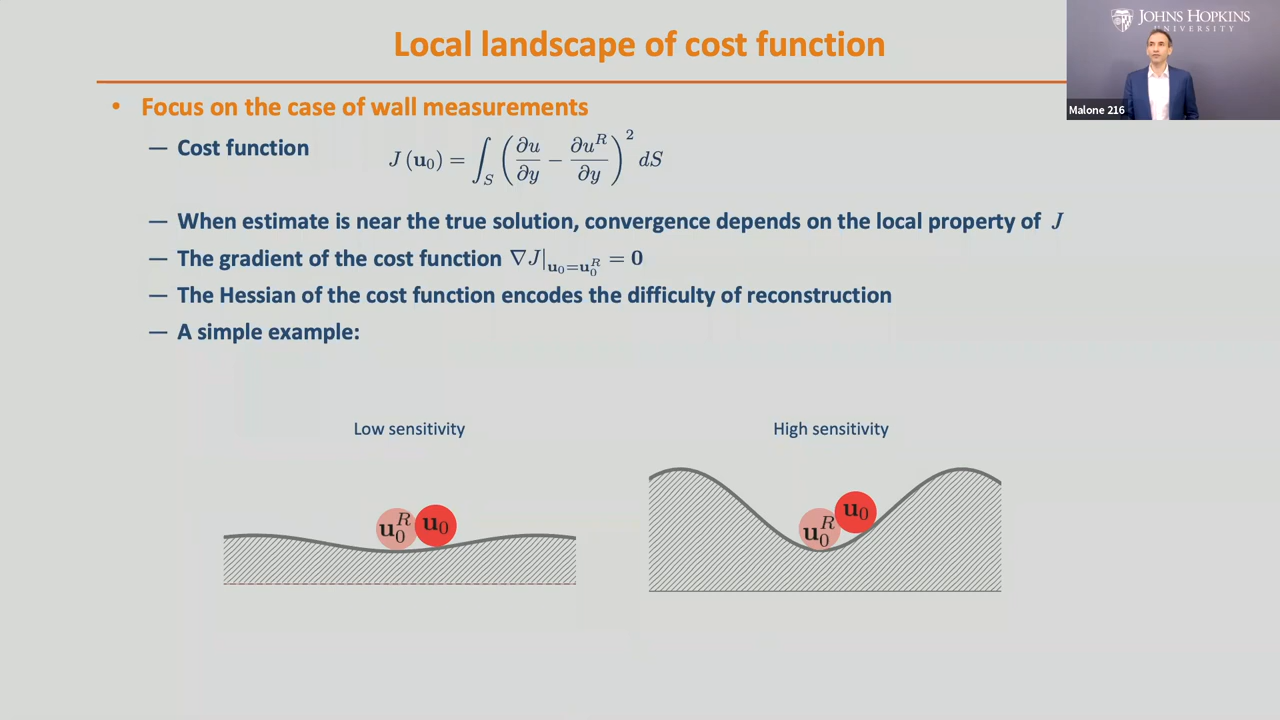 Local landscape of cost function
JOHNS HOPKINS
UNIVERSITY
Malone 216
• Focus on the case of wall measurements
— Cost function J(u₀) = ∫_S (∂u/∂y − ∂u^R/∂y)² dS
— When estimate is near the true solution, convergence depends on the local property of J
— The gradient of the cost function ∇J|_{u₀=u₀^R} = 0
— The Hessian of the cost function encodes the difficulty of reconstruction
— A simple example:
Low sensitivity
High sensitivity
u₀^R u₀
u₀^R u₀